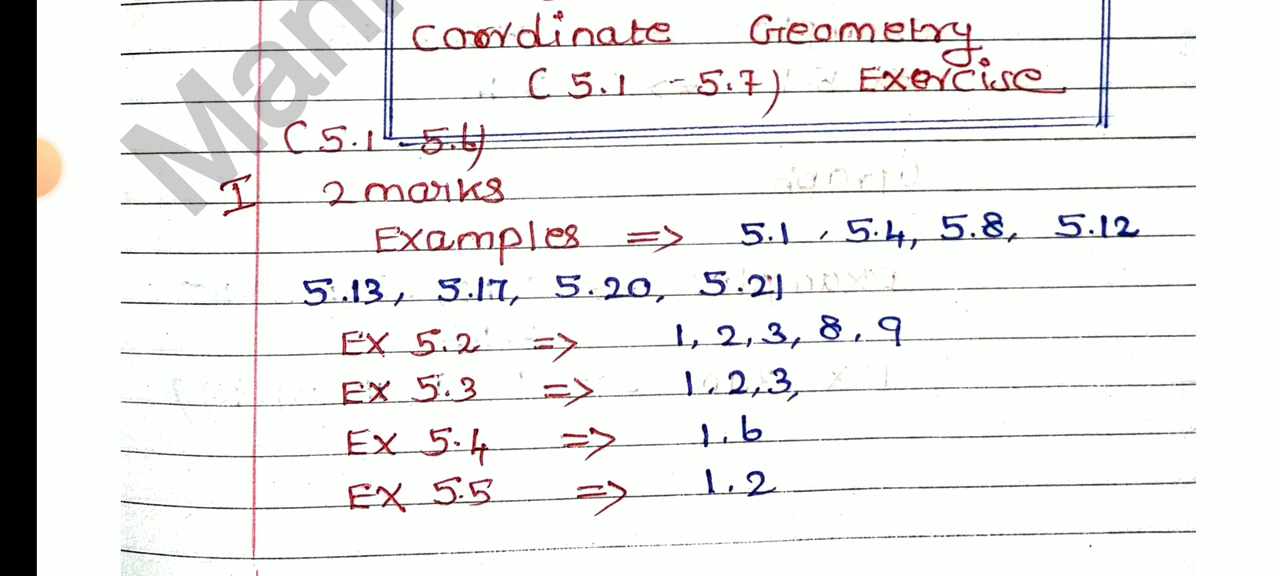 Coordinate Geometry
(5.1 - 5.7) Exercise
(5.1 - 5.6)
I 2 marks
Examples => 5.1, 5.4, 5.8, 5.12
5.13, 5.17, 5.20, 5.21
EX 5.2 => 1, 2, 3, 8, 9
EX 5.3 => 1, 2, 3,
EX 5.4 => 1, 6
EX 5.5 => 1, 2